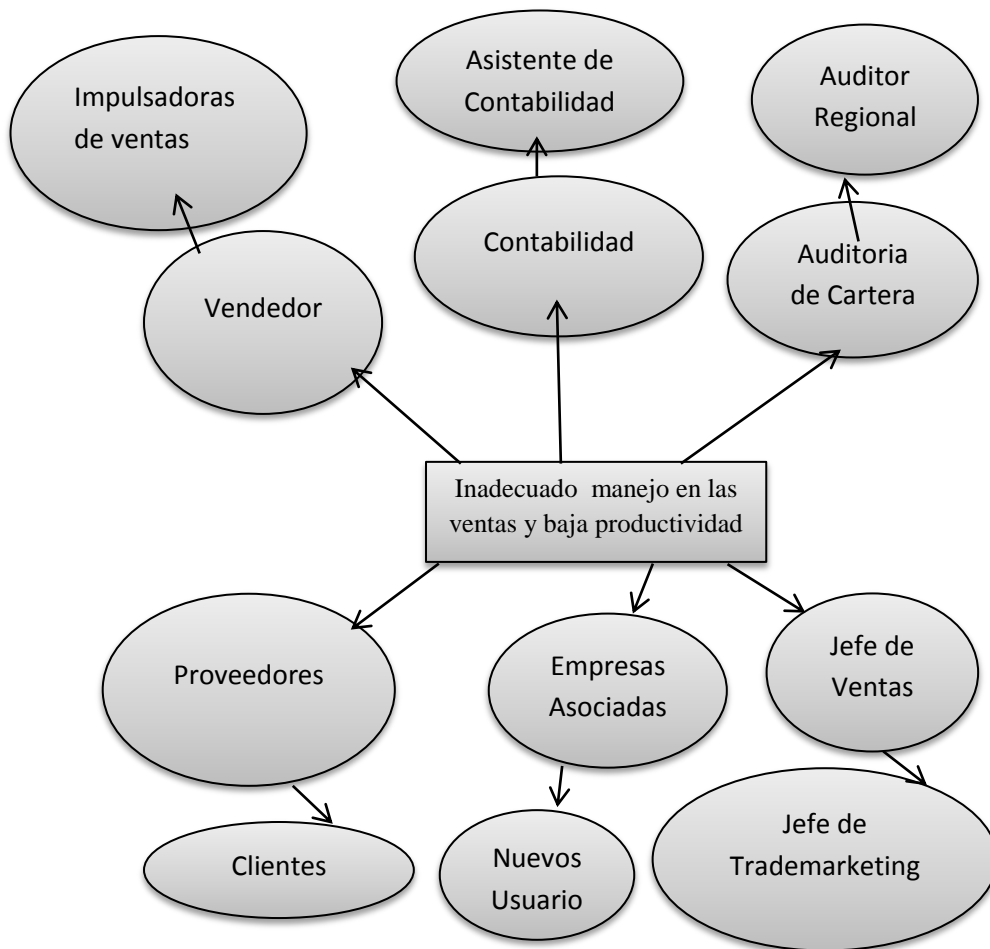 Impulsadoras
de ventas
Asistente de
Contabilidad
Auditor
Regional
Vendedor
Contabilidad
Auditoria
de Cartera
Inadecuado manejo en las
ventas y baja productividad
Proveedores
Empresas
Asociadas
Jefe de
Ventas
Clientes
Nuevos
Usuario
Jefe de
Trademarketing